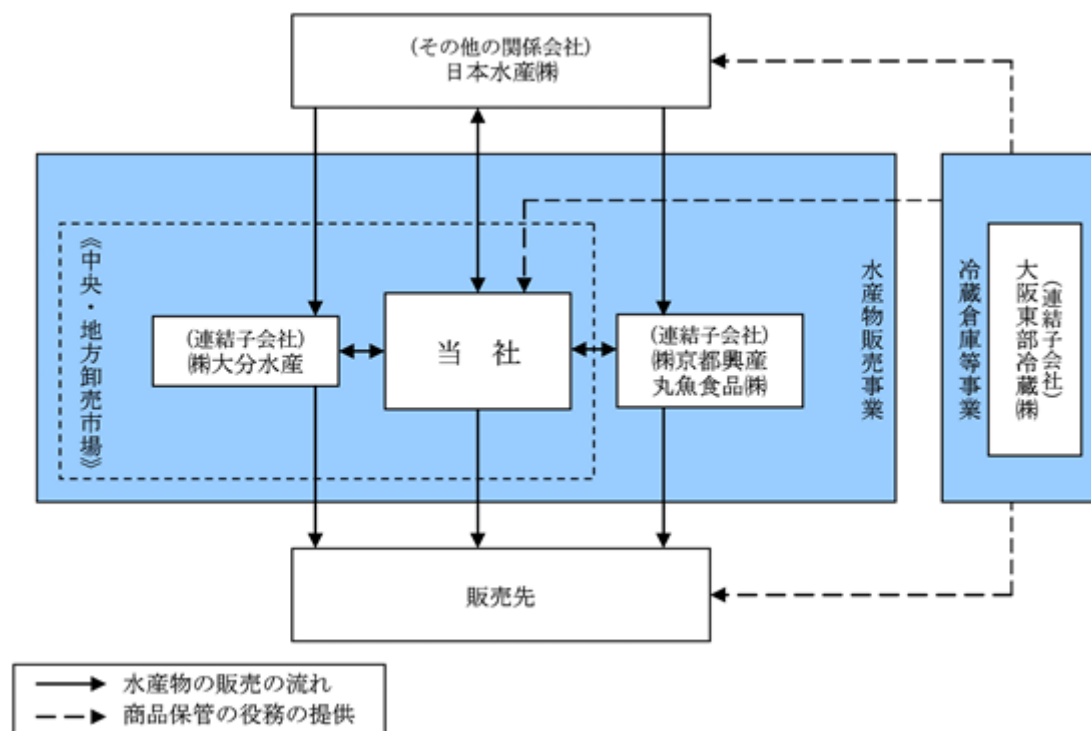 (その他の関係会社)
日本水産㈱
《中央・地方卸売市場》
(連結子会社)
㈱大分水産
当　社
(連結子会社)
㈱京都興産
丸魚食品㈱
水産物販売事業
冷蔵倉庫等事業
(連結子会社)
大阪東部冷蔵㈱
販売先
水産物の販売の流れ
商品保管の役務の提供